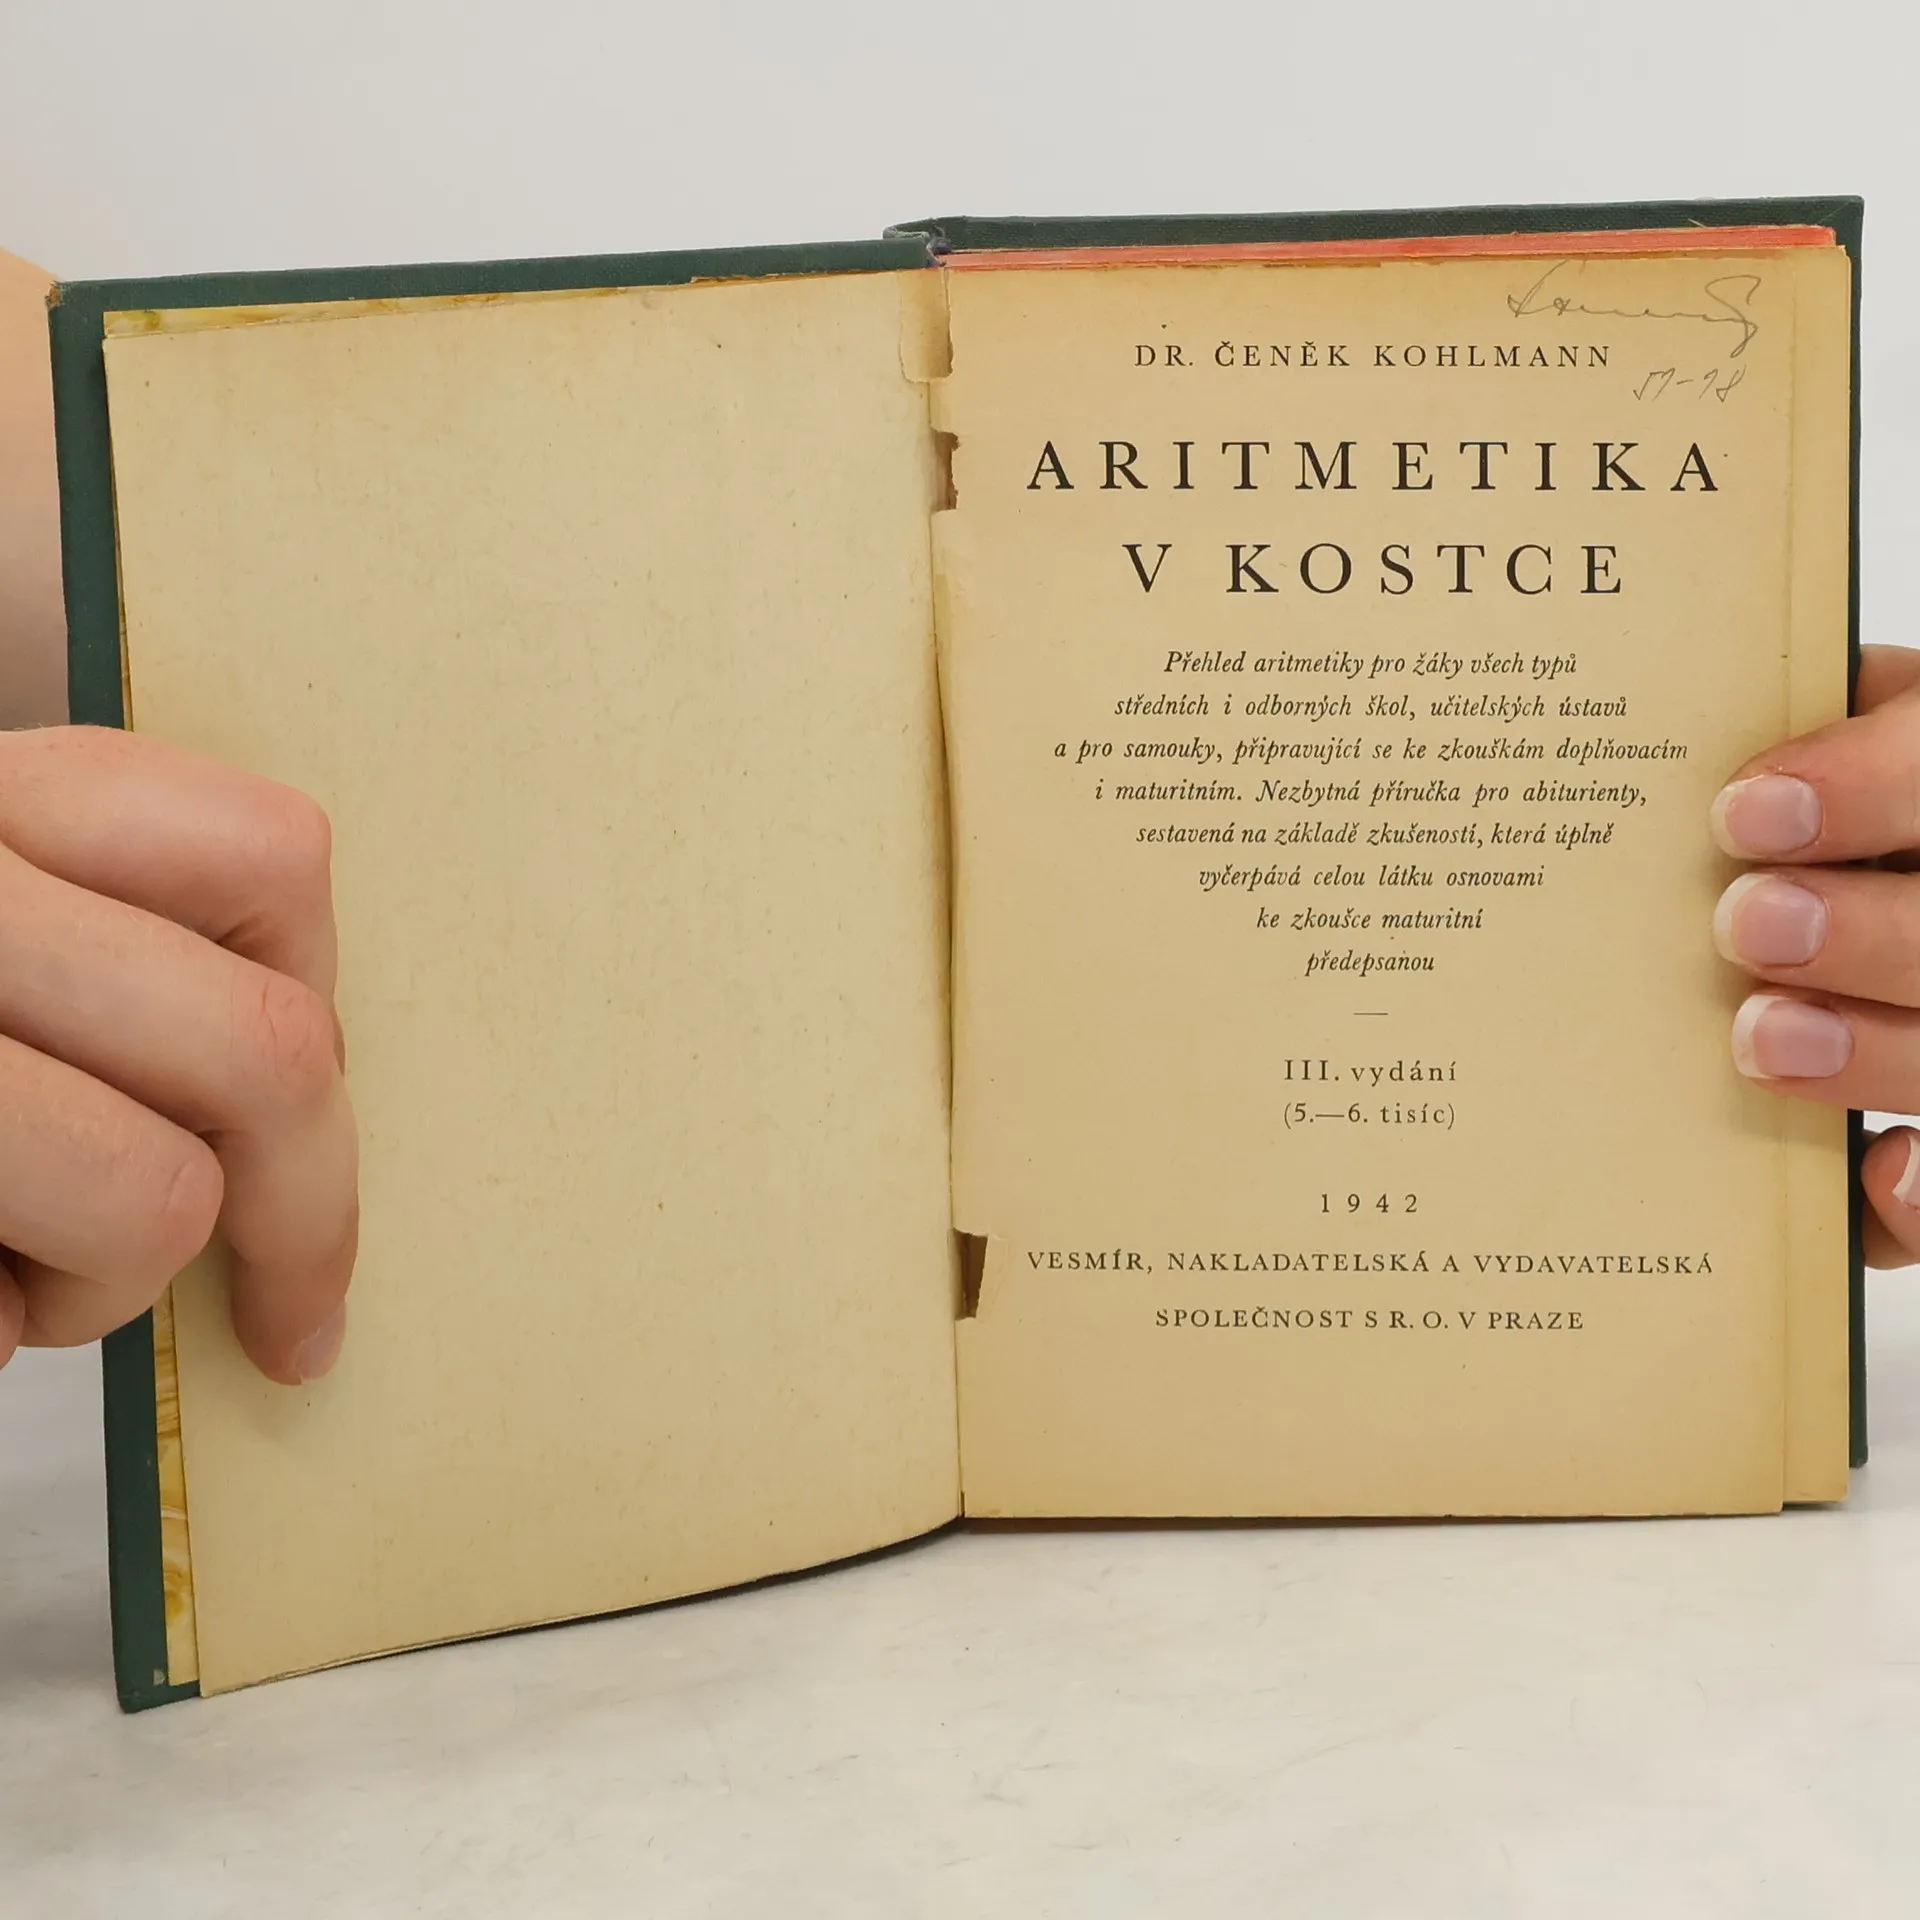 DR. ČENĚK KOHLMANN
ARITMETIKA
V KOSTCE
Přehled aritmetiky pro žáky všech typů
středních i odborných škol, učitelských ústavů
a pro samouky, připravující se ke zkouškám doplňovacím
i maturitním. Nezbytná příručka pro abiturienty,
sestavená na základě zkušeností, která úplně
vyčerpává celou látku osnovami
ke zkoušce maturitní
předepsanou
III. vydání
(5.—6. tisíc)
1942
VESMÍR, NAKLADATELSKÁ A VYDAVATELSKÁ
SPOLEČNOST S R. O. V PRAZE